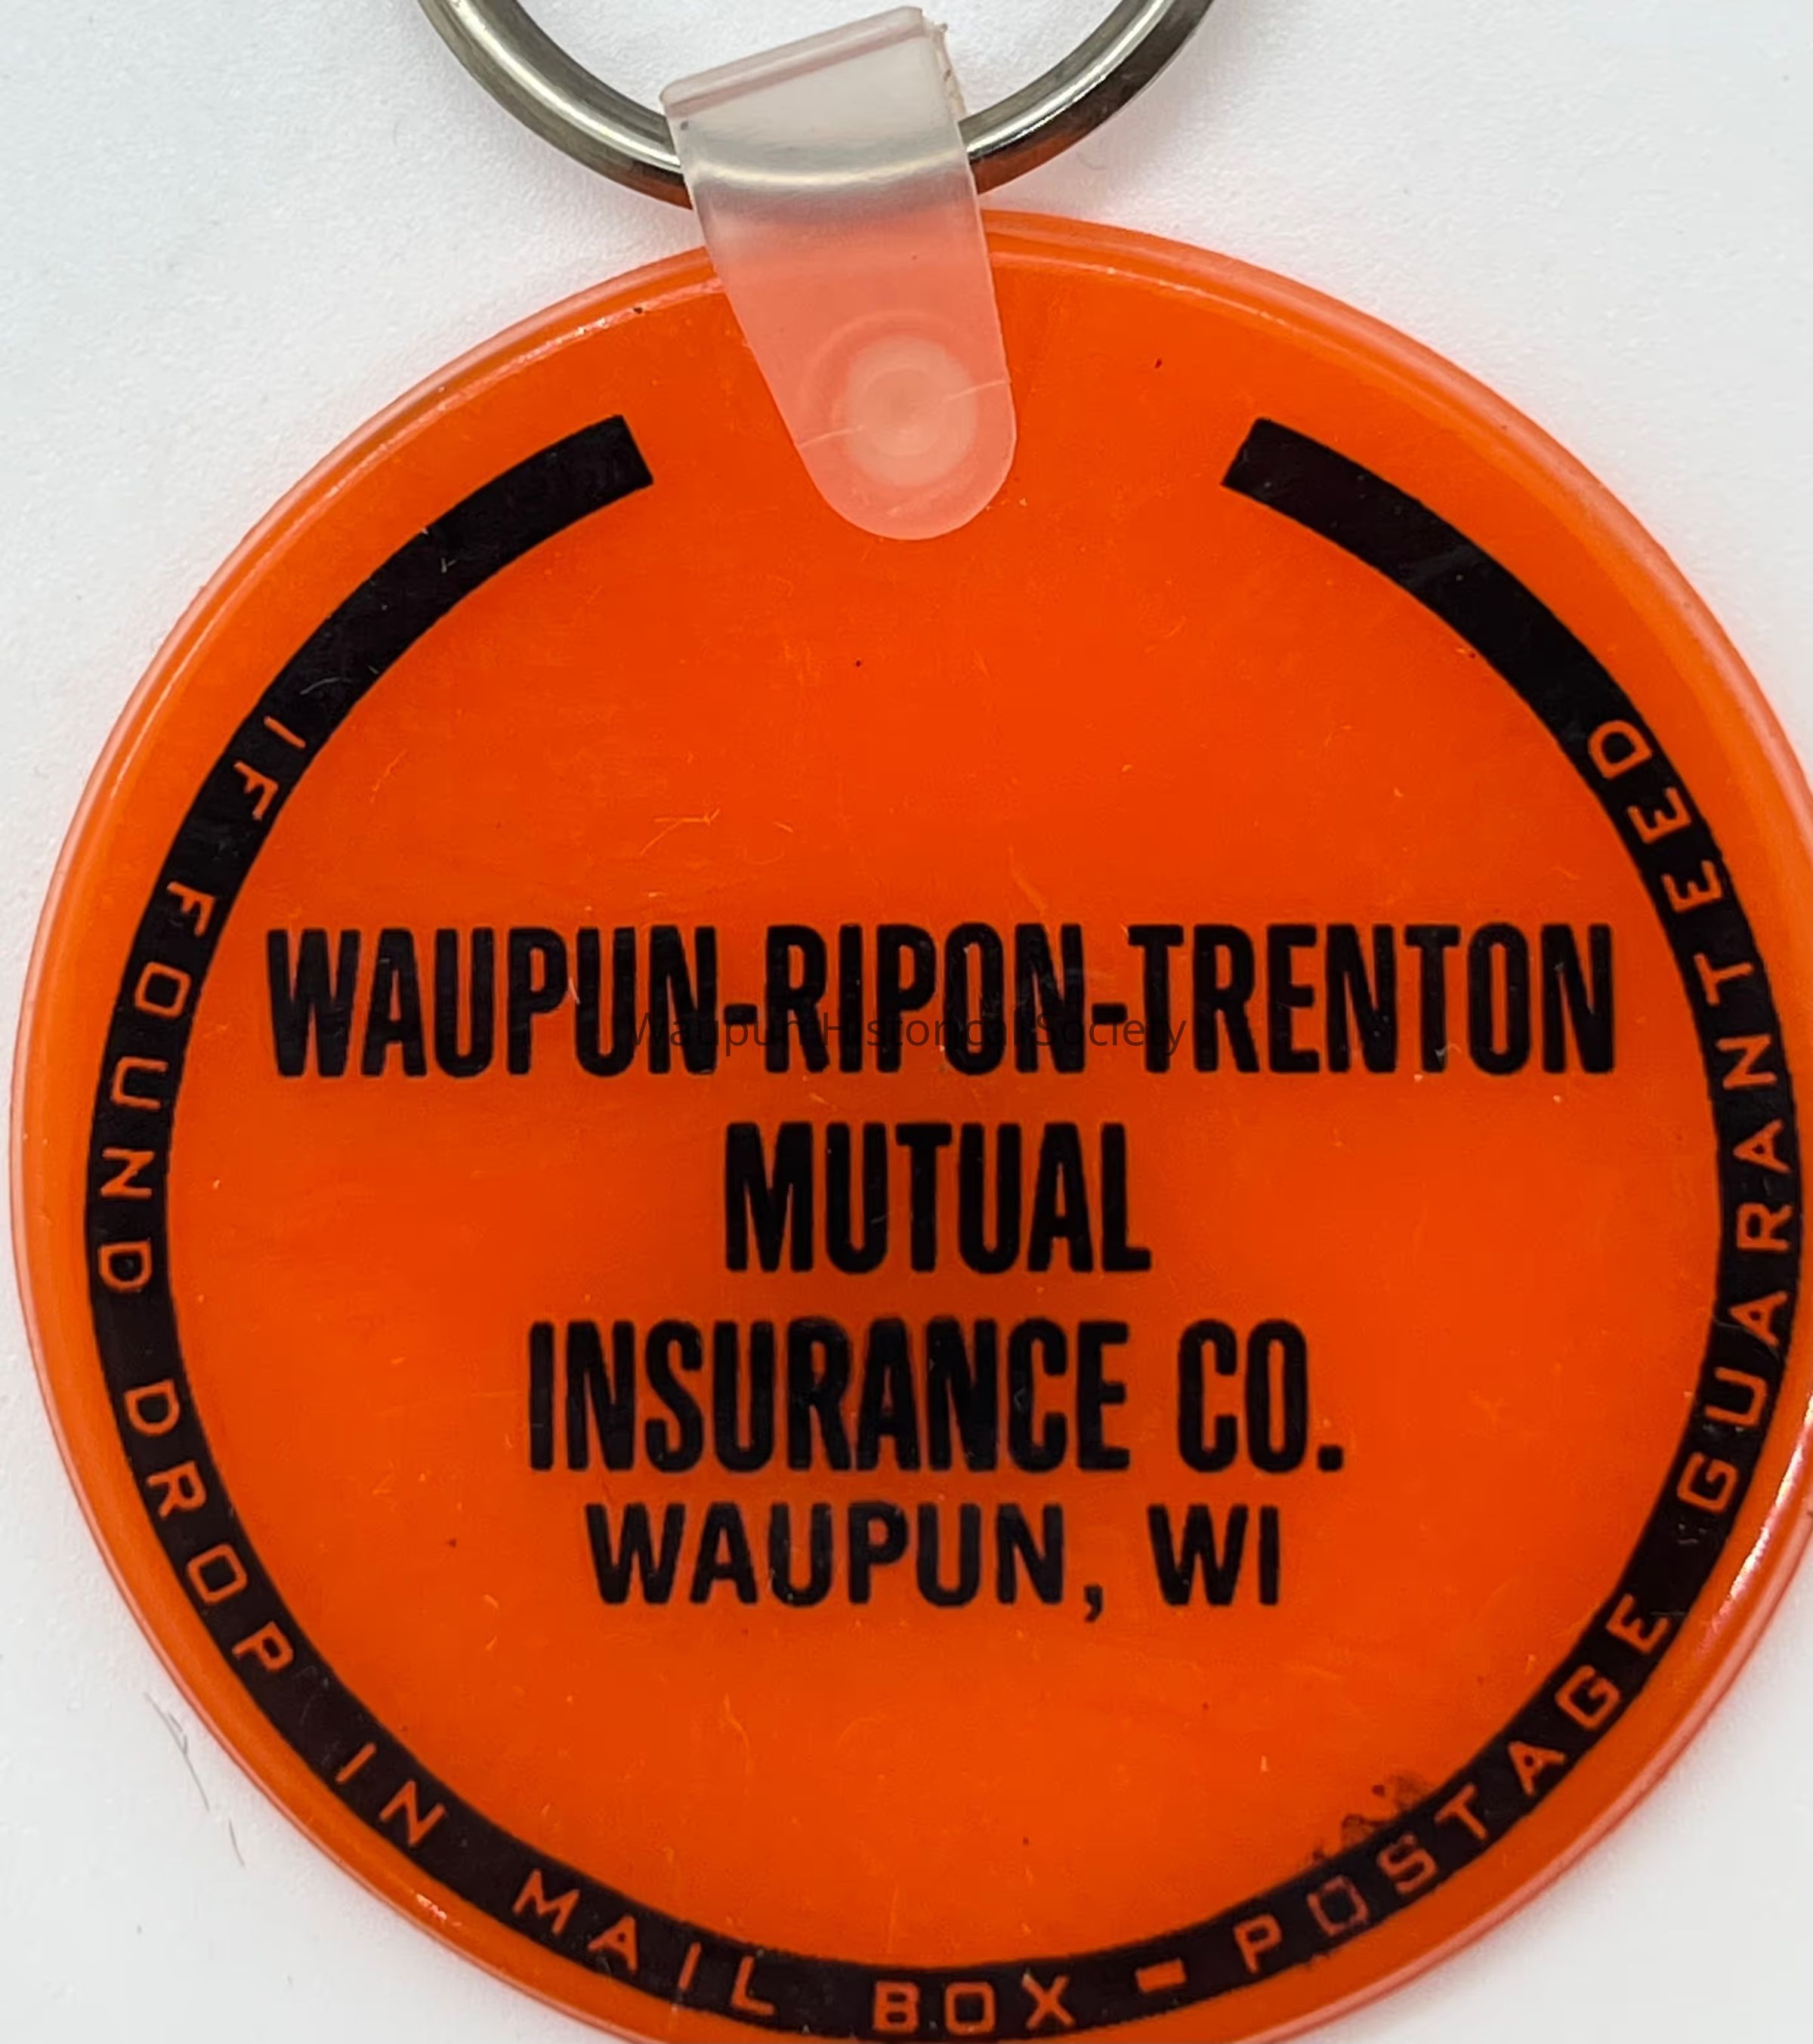 WAUPUN-RIPON-TRENTON
MUTUAL
INSURANCE CO.
WAUPUN, WI
IF FOUND DROP IN MAIL BOX - POSTAGE GUARANTEED
Waupun Historical Society